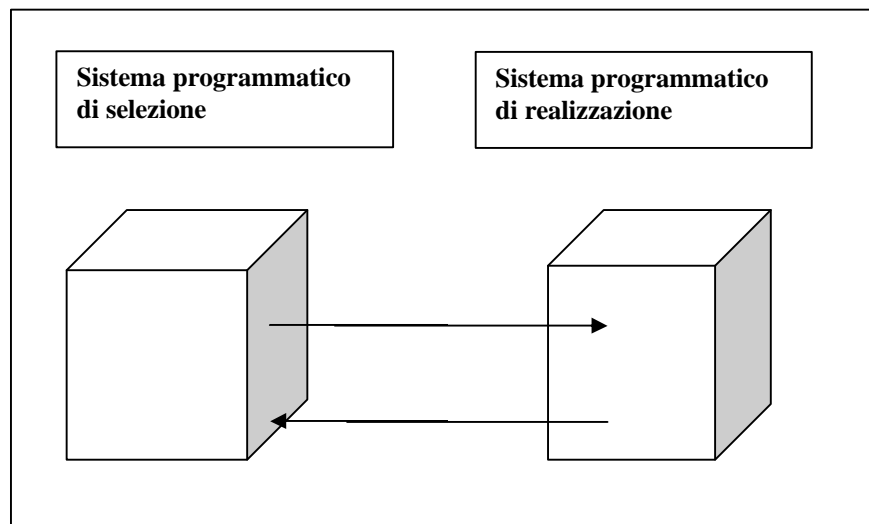 Sistema programmatico
di selezione
Sistema programmatico
di realizzazione